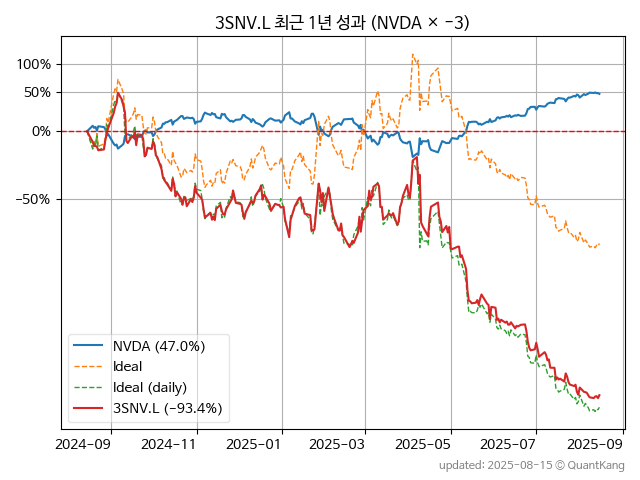 3SNV.L 최근 1년 성과 (NVDA × −3)
100%
50%
0%
−50%
NVDA (47.0%)
Ideal
Ideal (daily)
3SNV.L (−93.4%)
2024−09
2024−11
2025−01
2025−03
2025−05
2025−07
2025−09
updated: 2025−08−15 © QuantKang